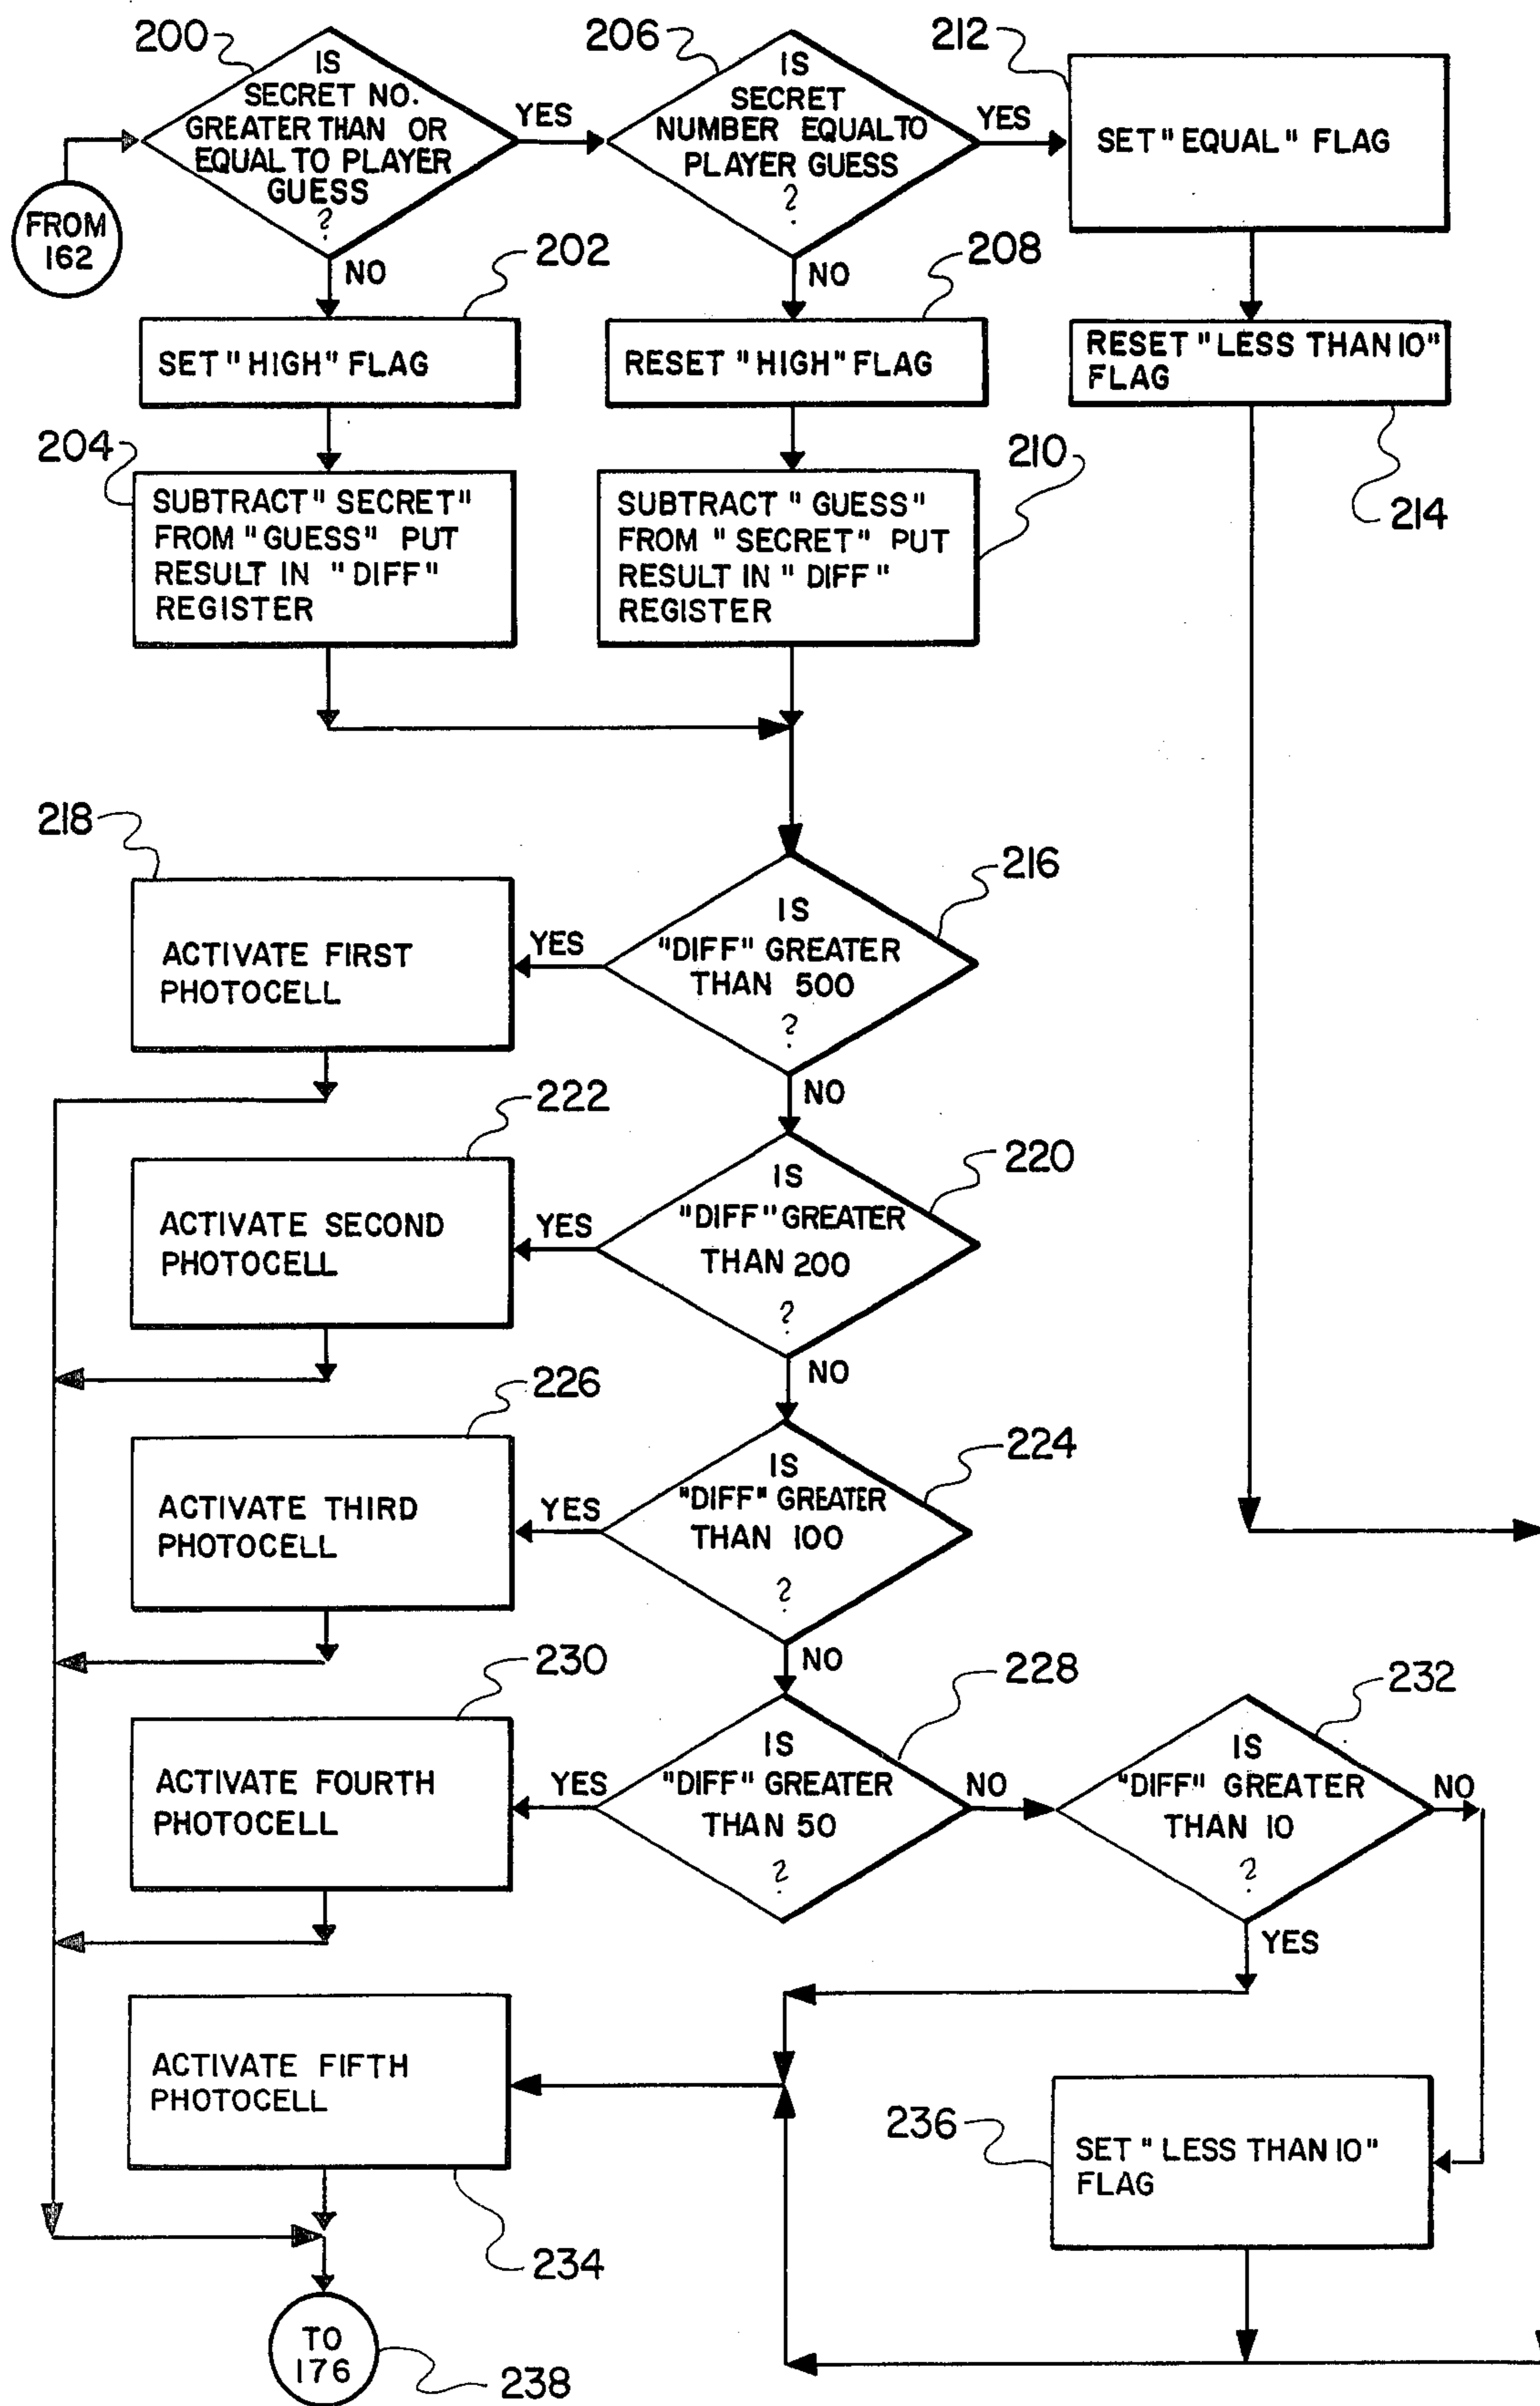 200
IS
SECRET NO.
GREATER THAN OR
EQUAL TO PLAYER
GUESS
?
YES
NO
206
IS
SECRET
NUMBER EQUAL TO
PLAYER GUESS
?
YES
NO
212
SET "EQUAL" FLAG
FROM
162
202
SET "HIGH" FLAG
208
RESET "HIGH" FLAG
RESET "LESS THAN 10"
FLAG
214
204
SUBTRACT "SECRET"
FROM "GUESS" PUT
RESULT IN "DIFF"
REGISTER
210
SUBTRACT "GUESS"
FROM "SECRET" PUT
RESULT IN "DIFF"
REGISTER
218
ACTIVATE FIRST
PHOTOCELL
YES
216
IS
"DIFF" GREATER
THAN 500
?
NO
222
ACTIVATE SECOND
PHOTOCELL
YES
220
IS
"DIFF" GREATER
THAN 200
?
NO
226
ACTIVATE THIRD
PHOTOCELL
YES
224
IS
"DIFF" GREATER
THAN 100
?
NO
230
ACTIVATE FOURTH
PHOTOCELL
YES
228
IS
"DIFF" GREATER
THAN 50
?
NO
232
IS
"DIFF" GREATER
THAN 10
?
NO
YES
ACTIVATE FIFTH
PHOTOCELL
234
236
SET "LESS THAN 10"
FLAG
TO
176
238